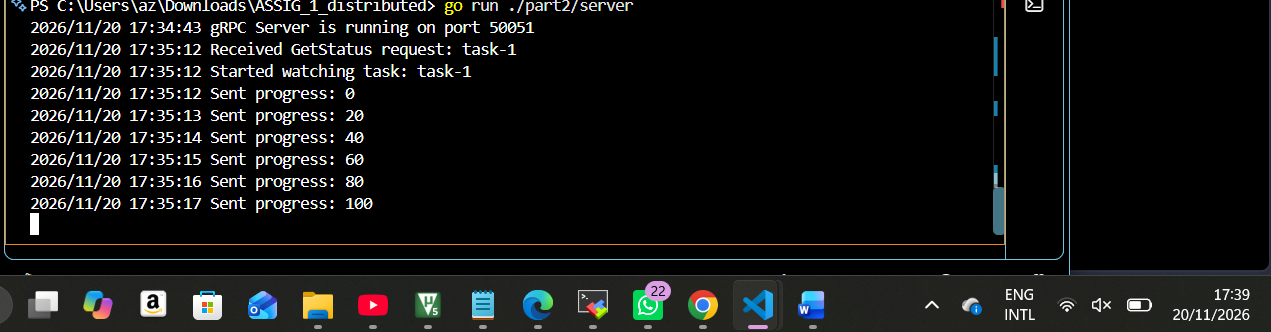 PS C:\Users\az\Downloads\ASSIG_1_distributed> go run ./part2/server
2026/11/20 17:34:43 gRPC Server is running on port 50051
2026/11/20 17:35:12 Received GetStatus request: task-1
2026/11/20 17:35:12 Started watching task: task-1
2026/11/20 17:35:12 Sent progress: 0
2026/11/20 17:35:13 Sent progress: 20
2026/11/20 17:35:14 Sent progress: 40
2026/11/20 17:35:15 Sent progress: 60
2026/11/20 17:35:16 Sent progress: 80
2026/11/20 17:35:17 Sent progress: 100
22
ENG 17:39
INTL 20/11/2026